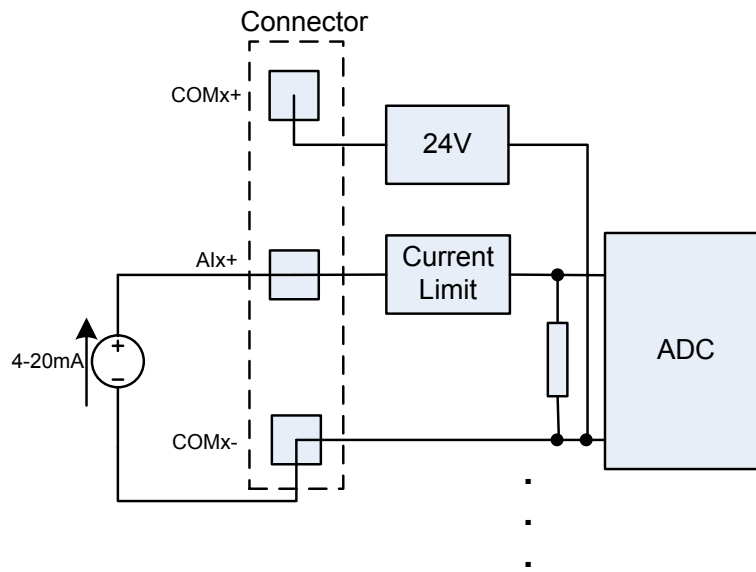 Connector
COMx+
24V
AIx+
Current
Limit
4-20mA
+
–
ADC
COMx-